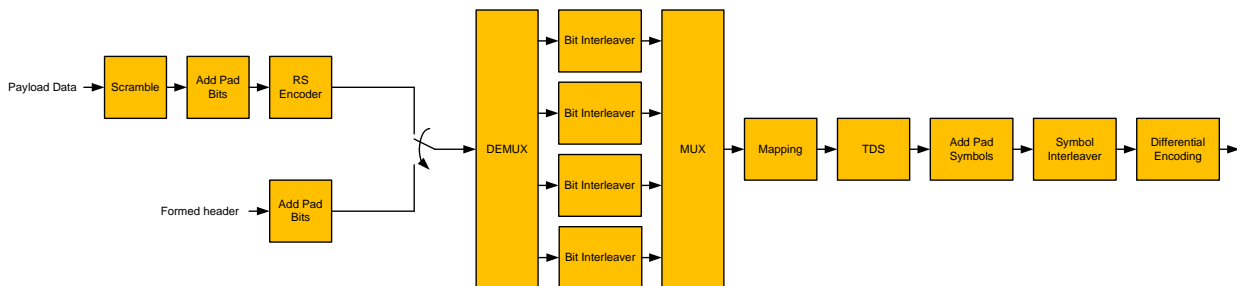 Payload Data
Scramble
Add Pad
Bits
RS
Encoder
Formed header
Add Pad
Bits
DEMUX
Bit Interleaver
Bit Interleaver
Bit Interleaver
Bit Interleaver
MUX
Mapping
TDS
Add Pad
Symbols
Symbol
Interleaver
Differential
Encoding